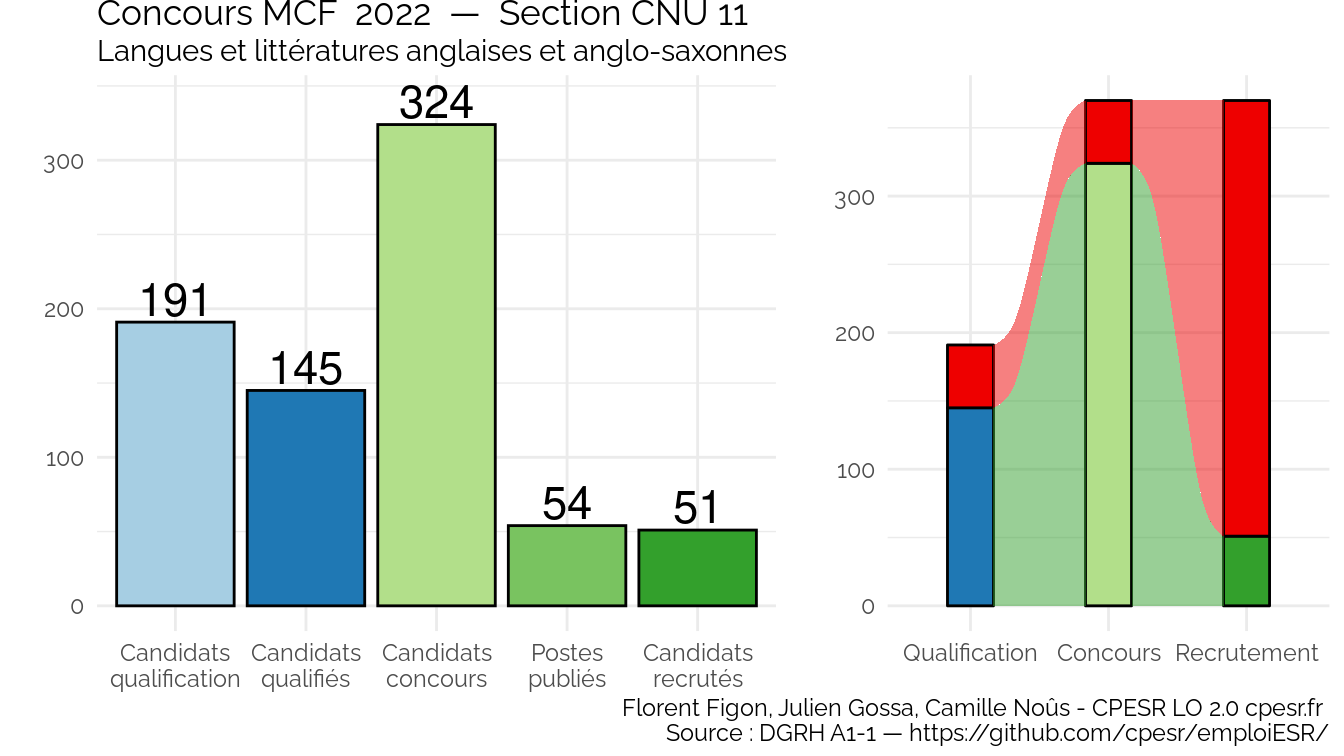 Concours MCF 2022 — Section CNU 11
Langues et littératures anglaises et anglo-saxonnes
324
191
145
54
51
300
200
100
0
Candidats qualification
Candidats qualifiés
Candidats concours
Postes publiés
Candidats recrutés
300
200
100
0
Qualification
Concours
Recrutement
Florent Figon, Julien Gossa, Camille Noûs - CPESR LO 2.0 cpesr.fr
Source : DGRH A1-1 — https://github.com/cpesr/emploiESR/